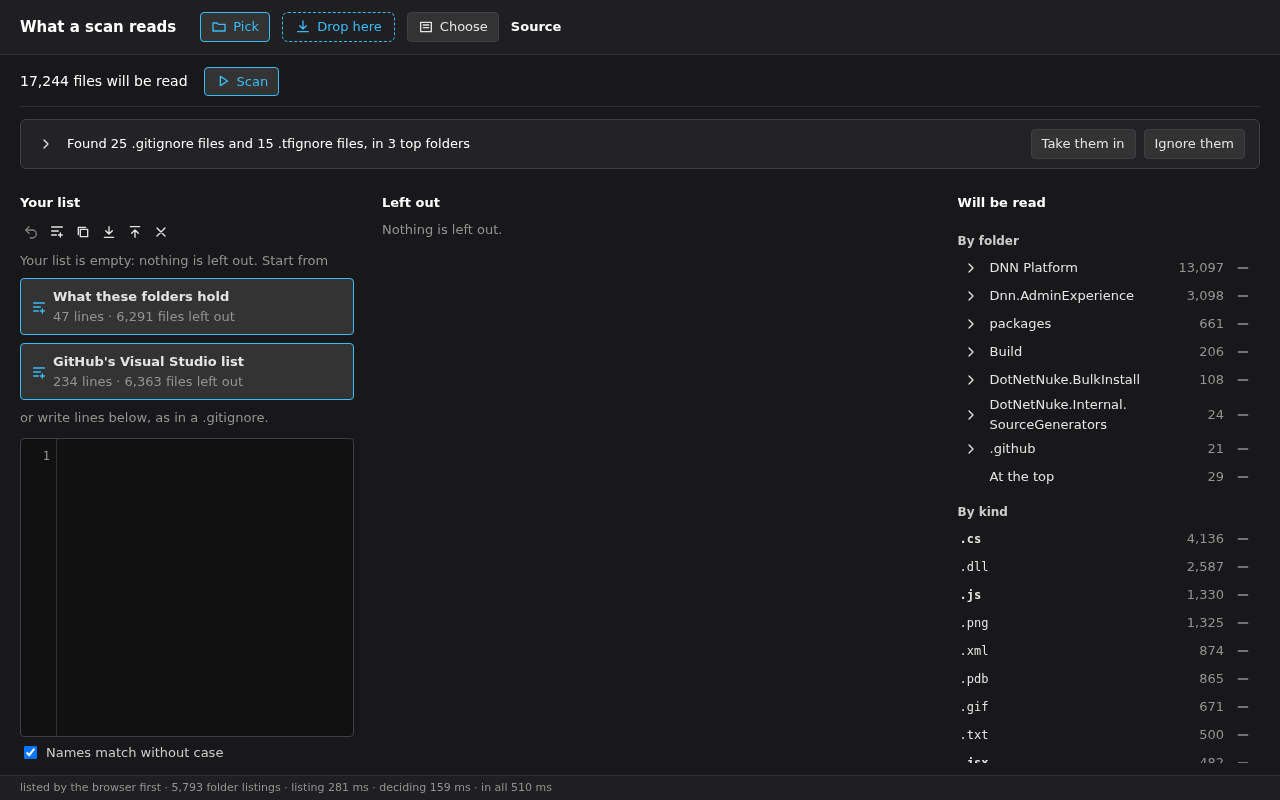 What a scan reads
Pick
Drop here
Choose
Source
17,244 files will be read
Scan
Found 25 .gitignore files and 15 .tfignore files, in 3 top folders
Take them in
Ignore them
Your list
Your list is empty: nothing is left out. Start from
What these folders hold
47 lines · 6,291 files left out
GitHub's Visual Studio list
234 lines · 6,363 files left out
or write lines below, as in a .gitignore.
1
Names match without case
Left out
Nothing is left out.
Will be read
By folder
DNN Platform 13,097
Dnn.AdminExperience 3,098
packages 661
Build 206
DotNetNuke.BulkInstall 108
DotNetNuke.Internal.
SourceGenerators 24
.github 21
At the top 29
By kind
.cs 4,136
.dll 2,587
.js 1,330
.png 1,325
.xml 874
.pdb 865
.gif 671
.txt 500
.jsx 482
listed by the browser first · 5,793 folder listings · listing 281 ms · deciding 159 ms · in all 510 ms